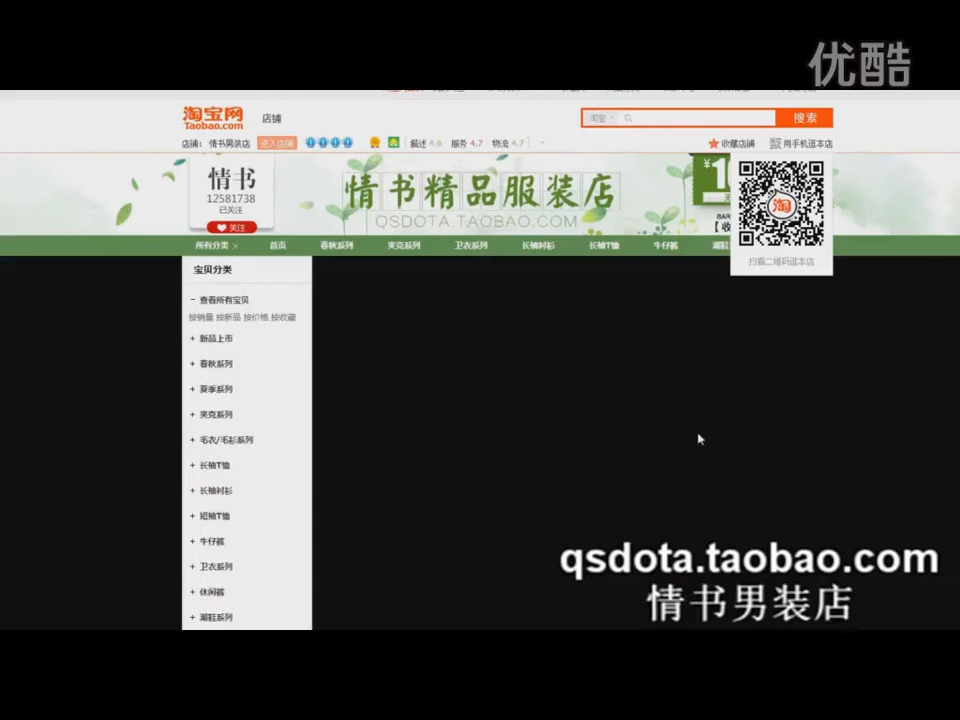 优酷
淘宝网
Taobao.com
店铺
淘宝
搜索
店铺： 情书男装店 进入店铺 描述 4.6 服务 4.7 物流 4.7
收藏店铺 用手机逛本店
情书
12581738
已关注
关注
情书精品服装店
QSDOTA.TAOBAO.COM
¥1
【收
扫描二维码逛本店
所有分类 首页 春秋系列 夹克系列 卫衣系列 长袖衬衫 长袖T恤 牛仔裤 潮鞋
宝贝分类
- 查看所有宝贝
按销量 按新品 按价格 按收藏
+ 新品上市
+ 春秋系列
+ 夏季系列
+ 夹克系列
+ 毛衣/毛衫系列
+ 长袖T恤
+ 长袖衬衫
+ 短袖T恤
+ 牛仔裤
+ 卫衣系列
+ 休闲裤
+ 潮鞋系列
qsdota.taobao.com
情书男装店